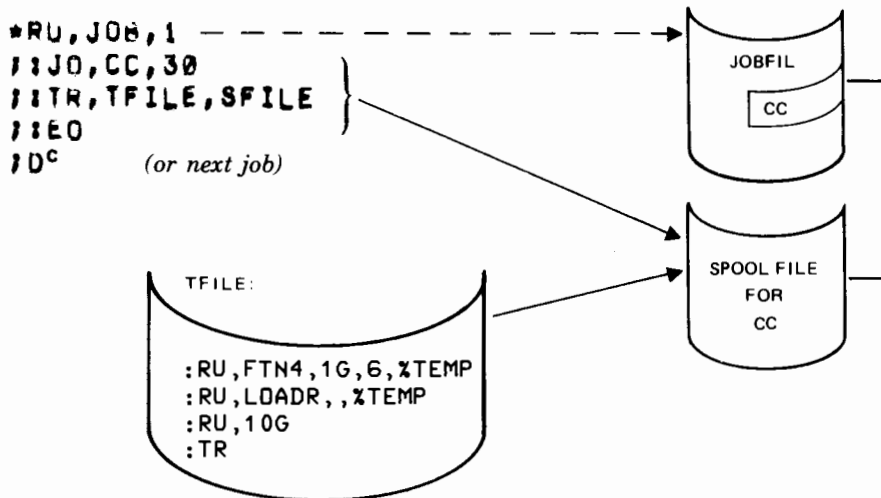 *RU,JOB,1
;:JO,CC,30
;:TR,TFILE,SFILE
;:EO
;Dᶜ (or next job)
JOBFIL
CC
SPOOL FILE
FOR
CC
TFILE:
:RU,FTN4,1G,6,%TEMP
:RU,LOADR,,%TEMP
:RU,10G
:TR